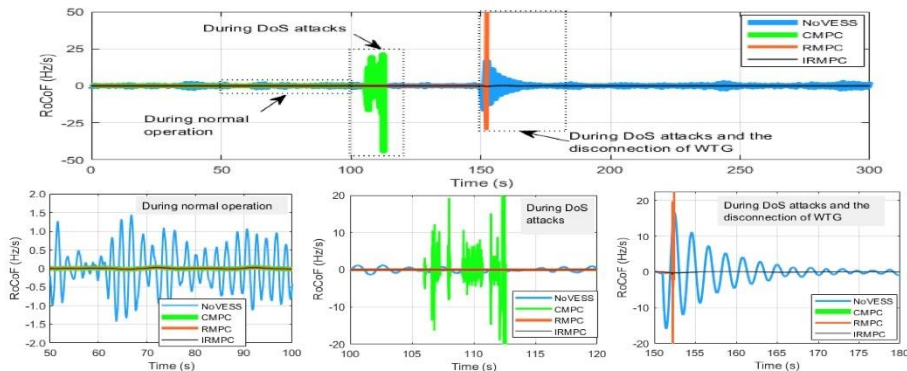 During DoS attacks
NoVESS
CMPC
RMPC
IRMPC
During normal
operation
During DoS attacks and the
disconnection of WTG
RoCoF (Hz/s)
50
25
0
-25
-50
0
50
100
150
200
250
300
Time (s)
During normal operation
RoCoF (Hz/s)
2.0
1.5
1.0
0.5
0.0
-0.5
-1.0
-1.5
-2.0
NoVESS
CMPC
RMPC
IRMPC
50
60
70
80
90
100
Time (s)
During DoS
attacks
RoCoF (Hz/s)
20
10
0
-10
-20
NoVESS
CMPC
RMPC
IRMPC
100
105
110
115
120
Time (s)
During DoS attacks and the
disconnection of WTG
RoCoF (Hz/s)
20
10
0
-10
-20
NoVESS
CMPC
RMPC
IRMPC
150
155
160
165
170
175
180
Time (s)